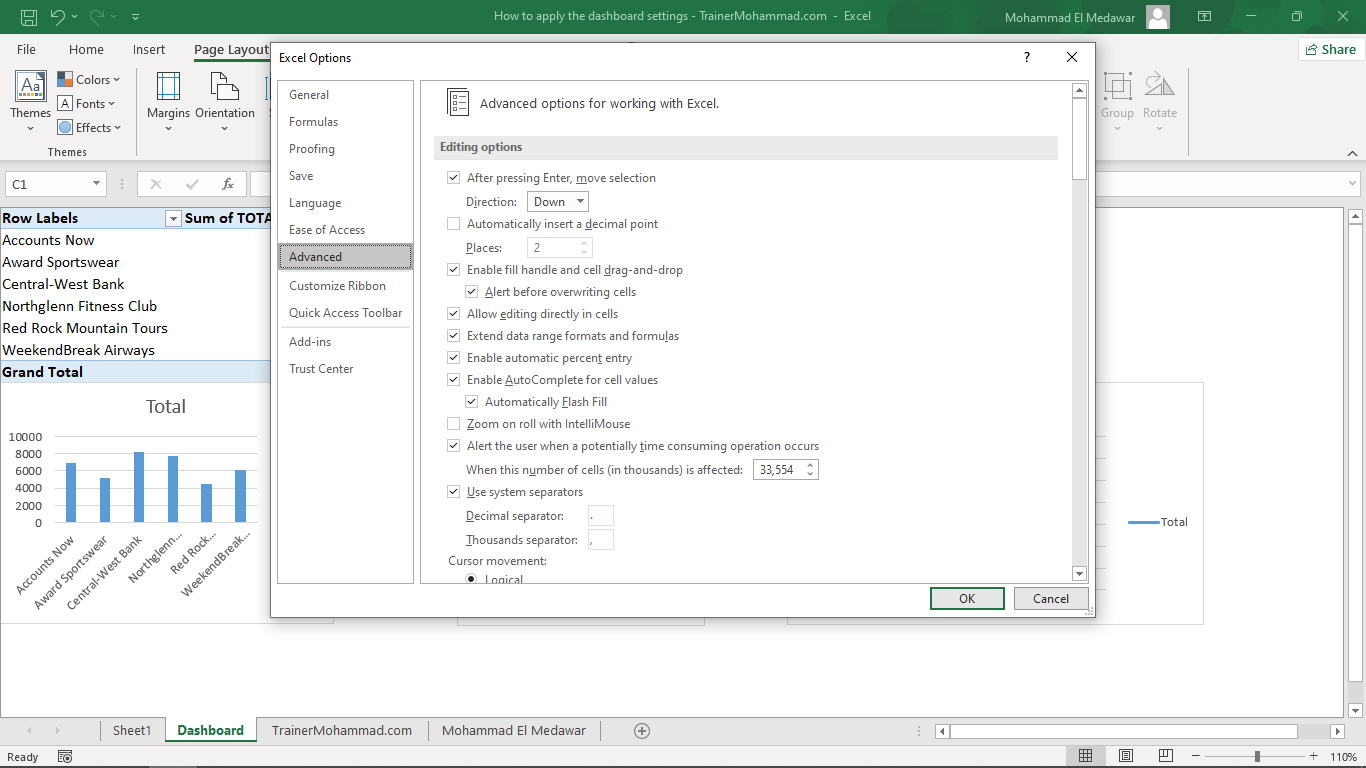 How to apply the dashboard settings - TrainerMohammad.com - Excel
Mohammad El Medawar
File Home Insert Page Layout
Share
Themes
Colors
Fonts
Effects
Themes
Margins
Orientation
Group
Rotate
C1
fx
Row Labels Sum of TOTA
Accounts Now
Award Sportswear
Central-West Bank
Northglenn Fitness Club
Red Rock Mountain Tours
WeekendBreak Airways
Grand Total
Total
10000
8000
6000
4000
2000
0
Accounts Now
Award Sportswear
Central-West Bank
Northglenn...
Red Rock...
WeekendBreak...
Total
Excel Options
?
General
Formulas
Proofing
Save
Language
Ease of Access
Advanced
Customize Ribbon
Quick Access Toolbar
Add-ins
Trust Center
Advanced options for working with Excel.
Editing options
After pressing Enter, move selection
Direction: Down
Automatically insert a decimal point
Places: 2
Enable fill handle and cell drag-and-drop
Alert before overwriting cells
Allow editing directly in cells
Extend data range formats and formulas
Enable automatic percent entry
Enable AutoComplete for cell values
Automatically Flash Fill
Zoom on roll with IntelliMouse
Alert the user when a potentially time consuming operation occurs
When this number of cells (in thousands) is affected: 33,554
Use system separators
Decimal separator: .
Thousands separator: ,
Cursor movement:
Logical
OK
Cancel
Sheet1 Dashboard TrainerMohammad.com Mohammad El Medawar
Ready
110%